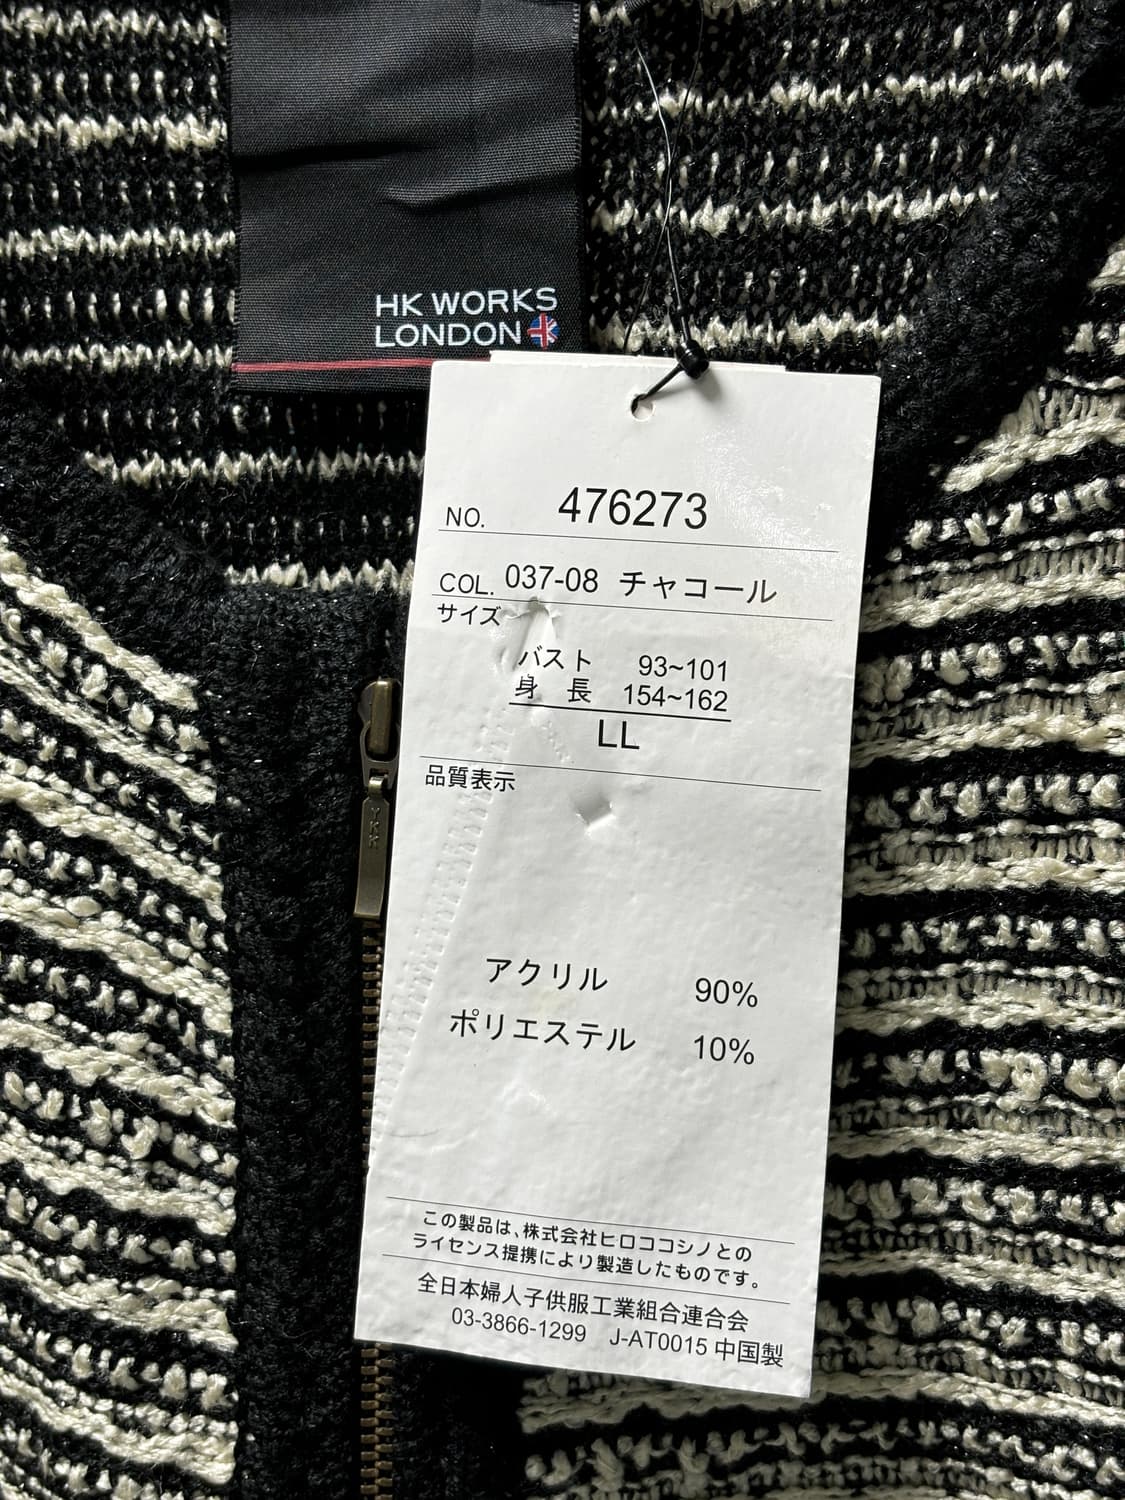 HK WORKS
LONDON
NO. 476273
COL. 037-08 チャコール
サイズ
バスト 93~101
身 長 154~162
LL
品質表示
YKK
アクリル 90%
ポリエステル 10%
この製品は、株式会社ヒロココシノとの
ライセンス提携により製造したものです。
全日本婦人子供服工業組合連合会
03-3866-1299 J-AT0015 中国製